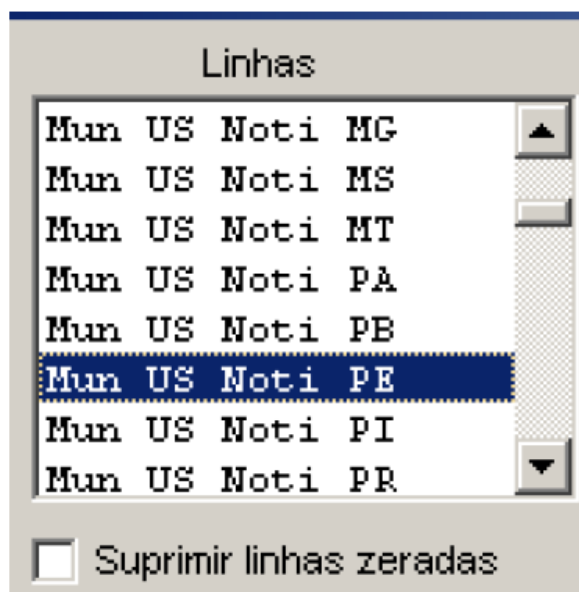 Linhas
Mun US Noti MG
Mun US Noti MS
Mun US Noti MT
Mun US Noti PA
Mun US Noti PB
Mun US Noti PE
Mun US Noti PI
Mun US Noti PR
Suprimir linhas zeradas